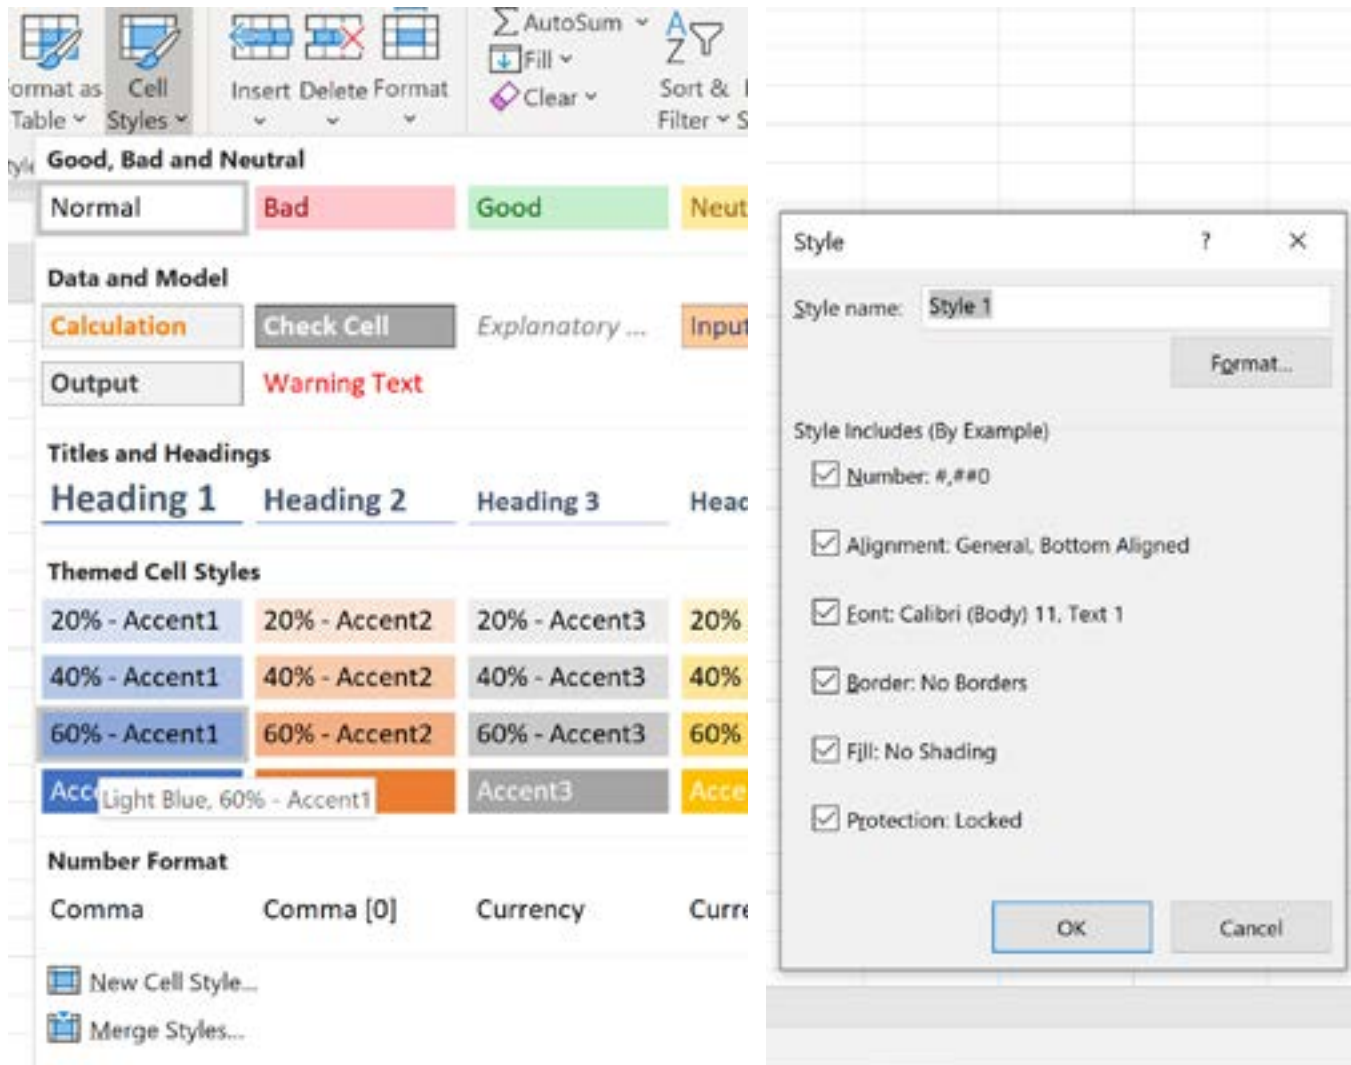 AutoSum
Fill
Clear
ormat as
Table
Cell
Styles
Insert Delete Format
Sort &
Filter
Good, Bad and Neutral
Normal Bad Good Neut
Data and Model
Calculation Check Cell Explanatory ... Input
Output Warning Text
Titles and Headings
Heading 1 Heading 2 Heading 3 Head
Themed Cell Styles
20% - Accent1 20% - Accent2 20% - Accent3 20%
40% - Accent1 40% - Accent2 40% - Accent3 40%
60% - Accent1 60% - Accent2 60% - Accent3 60%
Acce Accent3 Acce
Light Blue, 60% - Accent1
Number Format
Comma Comma [0] Currency Curre
New Cell Style...
Merge Styles...
Style ?
Style name: Style 1
Format...
Style Includes (By Example)
Number: #,##0
Alignment: General, Bottom Aligned
Font: Calibri (Body) 11, Text 1
Border: No Borders
Fill: No Shading
Protection: Locked
OK Cancel